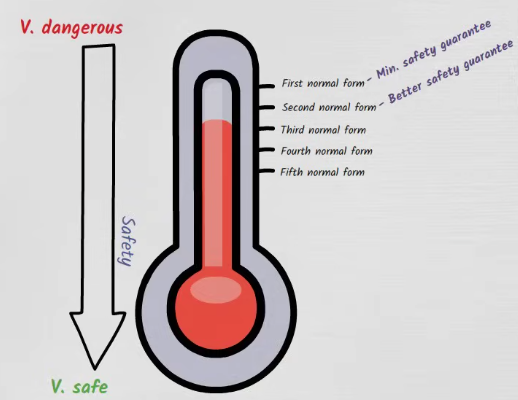 V. dangerous
First normal form - Min. safety guarantee
Second normal form - Better safety guarantee
Third normal form
Fourth normal form
Fifth normal form
Safety
V. safe